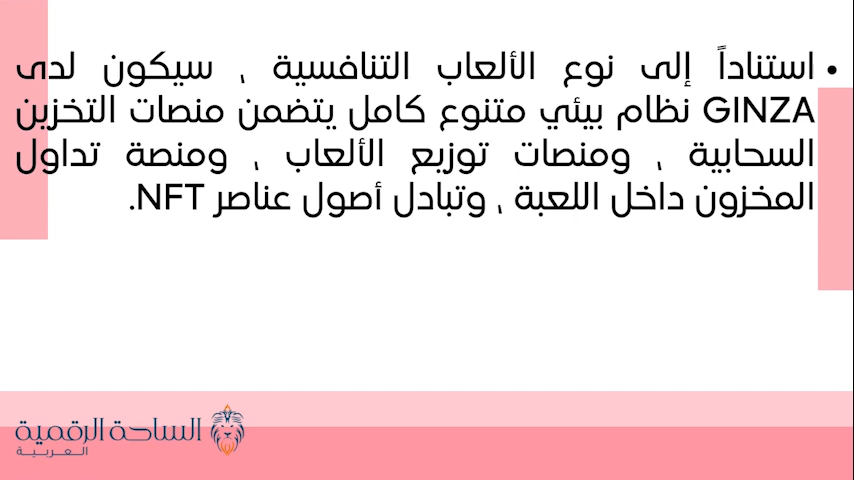 • استناداً إلى نوع الألعاب التنافسية ، سيكون لدى
GINZA نظام بيئي متنوع كامل يتضمن منصات التخزين
السحابية ، ومنصات توزيع الألعاب ، ومنصة تداول
المخزون داخل اللعبة ، وتبادل أصول عناصر NFT.
الساحة الرقمية
العربية